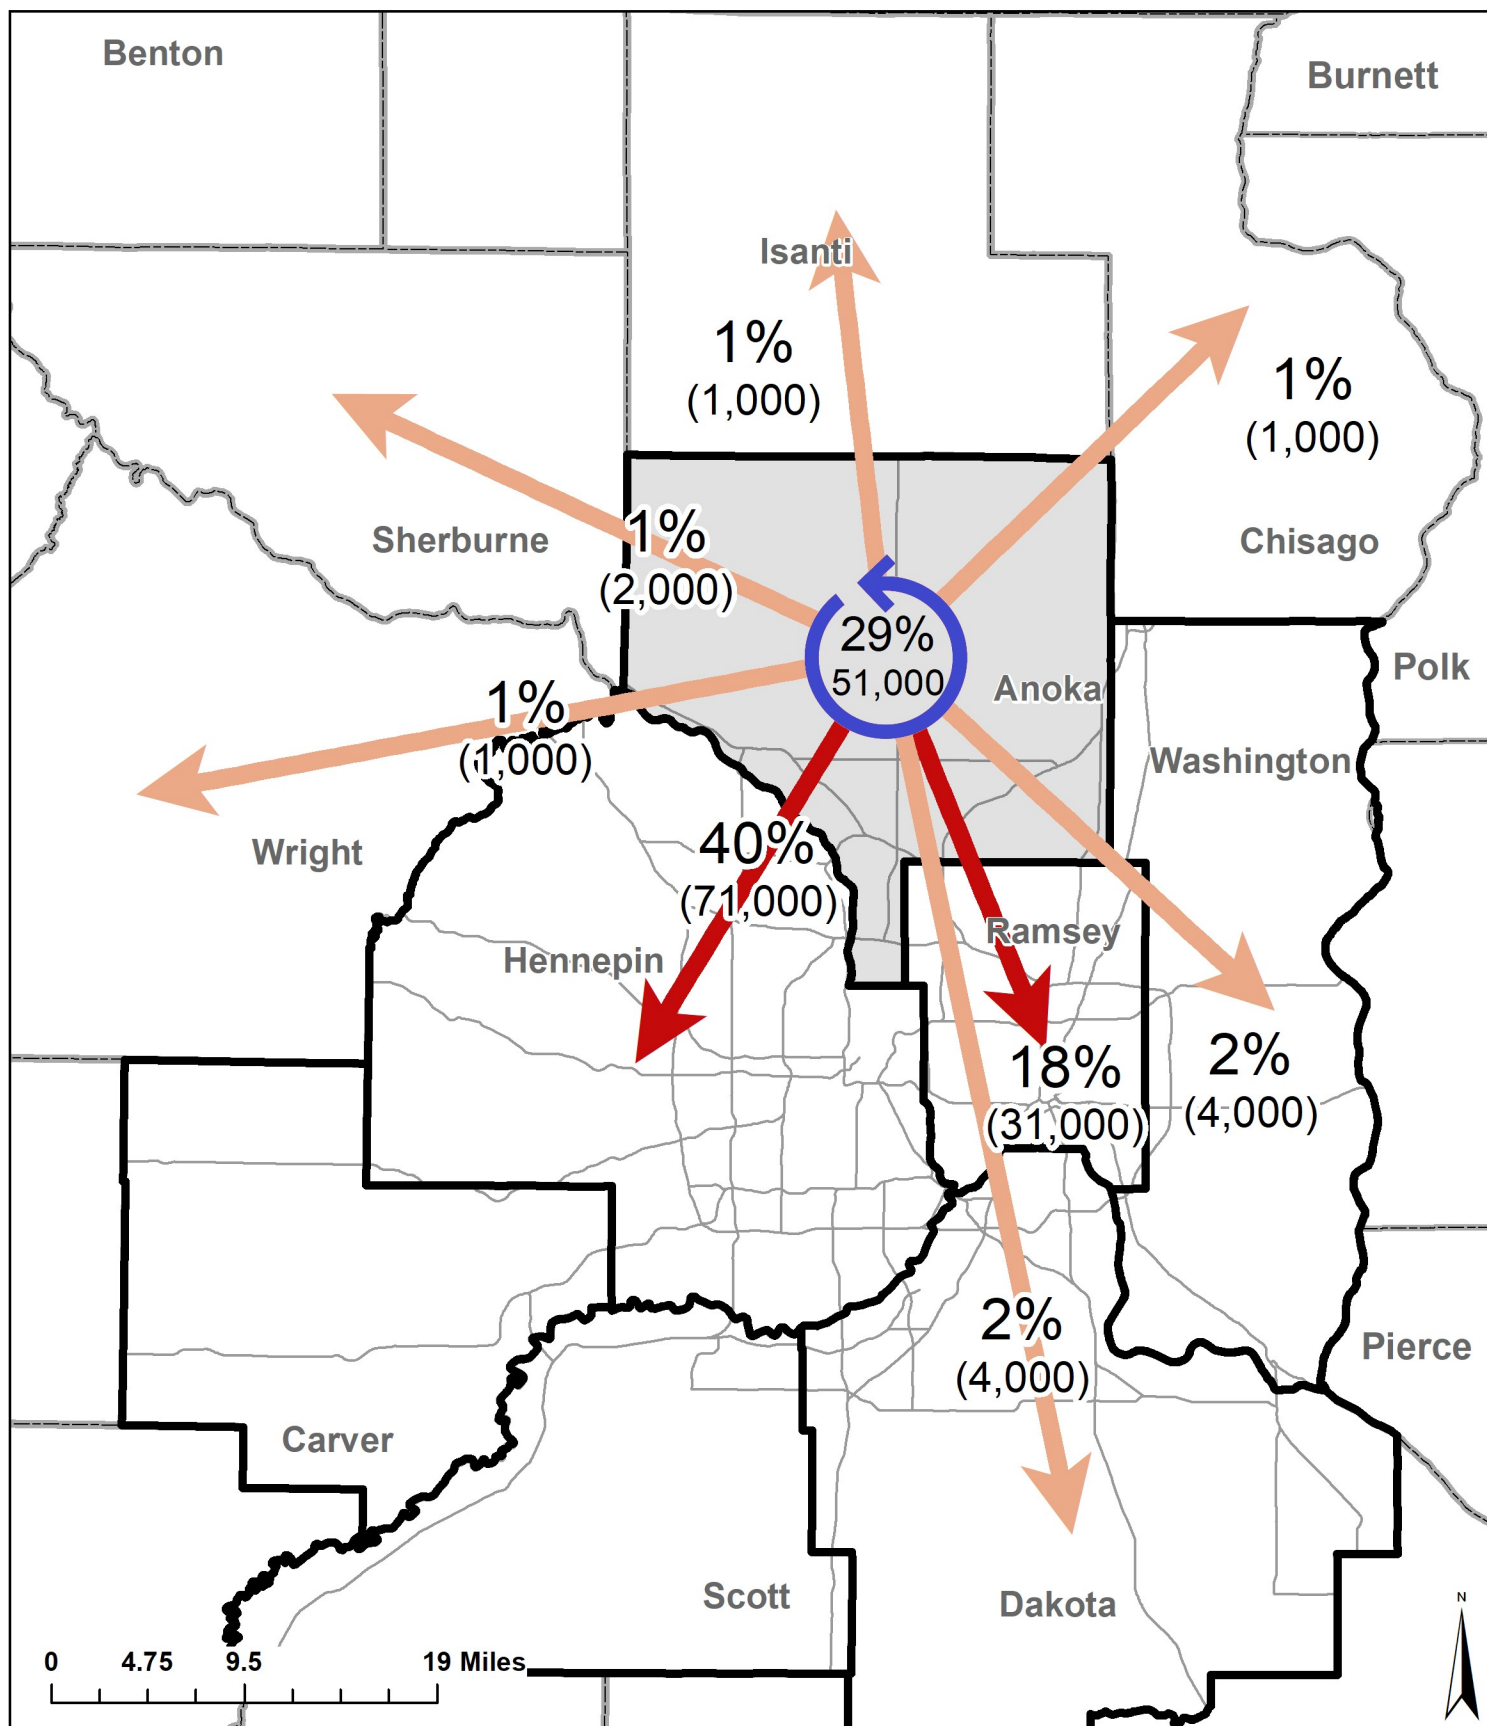 Benton
Burnett
Isanti
1%
(1,000)
1%
(1,000)
Sherburne
1%
(2,000)
Chisago
29%
51,000
Anoka
Polk
1%
(1,000)
Washington
Wright
40%
(71,000)
Hennepin
Ramsey
18%
(31,000)
2%
(4,000)
2%
(4,000)
Pierce
Carver
Scott
Dakota
N
0 4.75 9.5 19 Miles